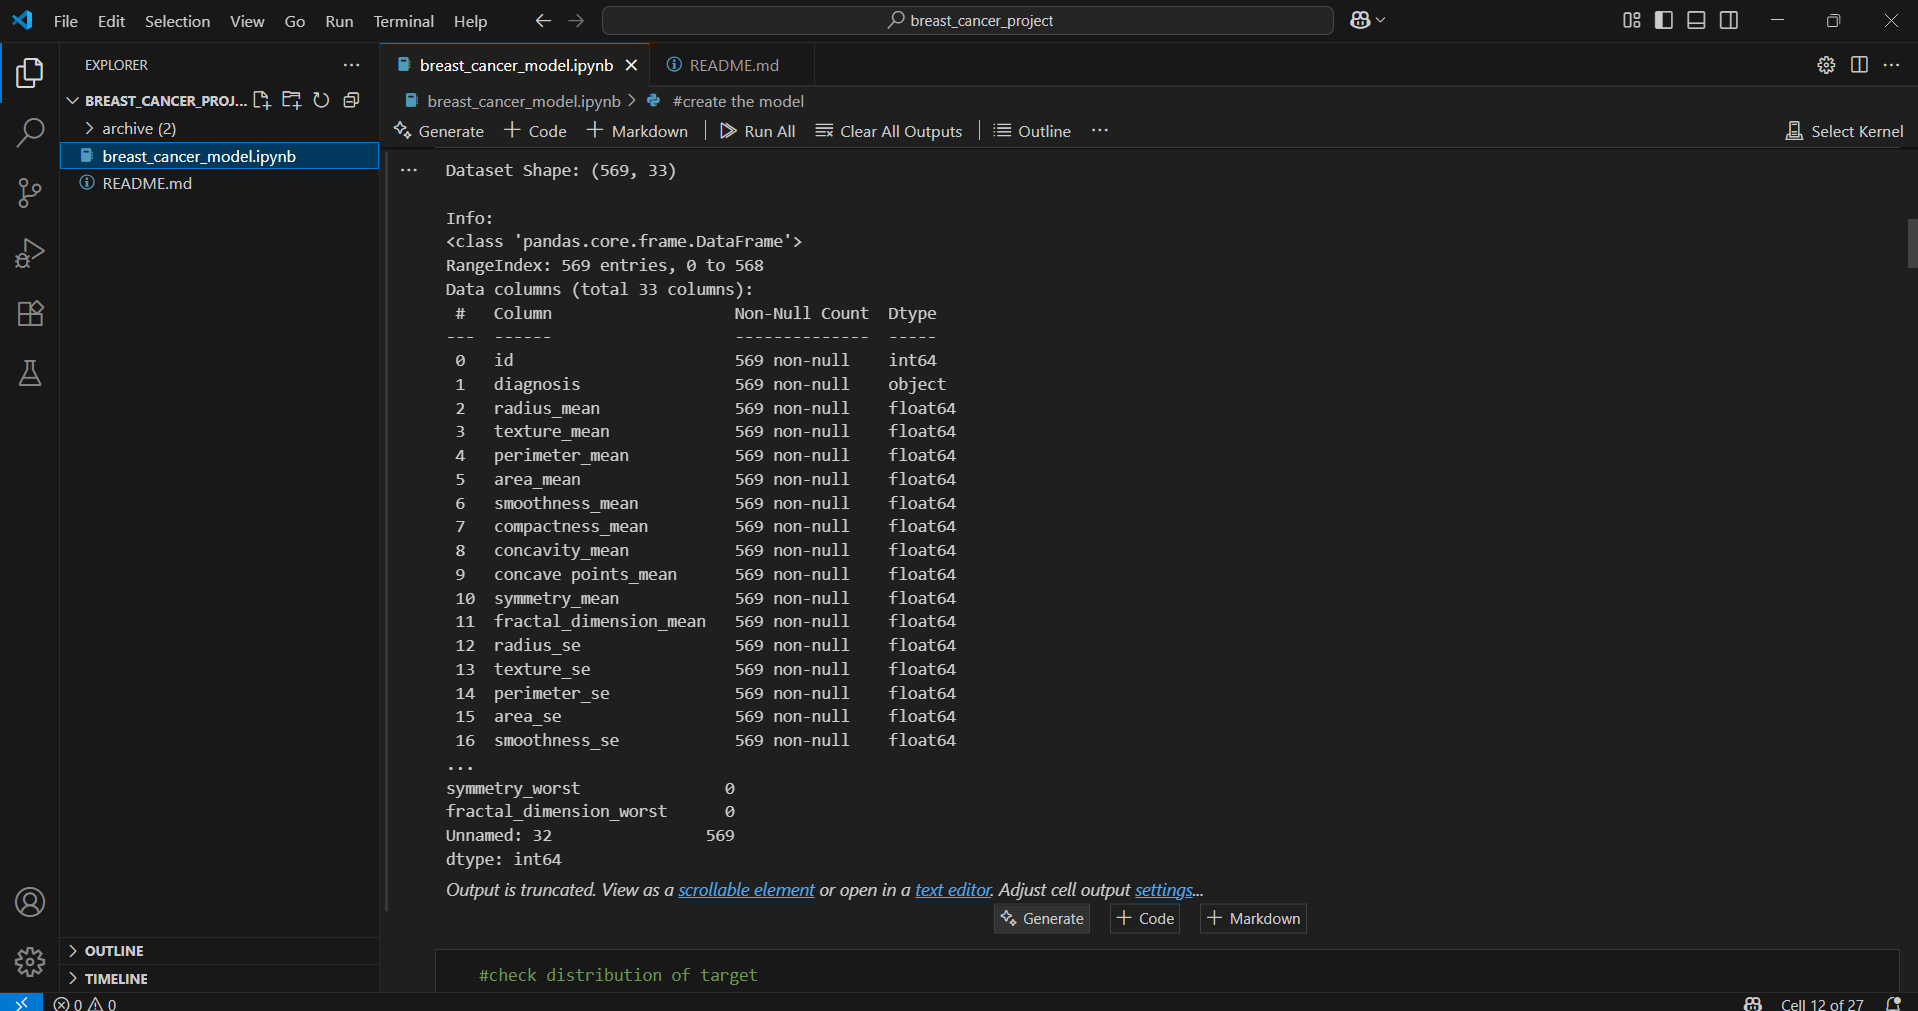 File Edit Selection View Go Run Terminal Help
breast_cancer_project
EXPLORER
BREAST_CANCER_PROJ...
archive (2)
breast_cancer_model.ipynb
README.md
OUTLINE
TIMELINE
breast_cancer_model.ipynb README.md
breast_cancer_model.ipynb #create the model
Generate Code Markdown Run All Clear All Outputs Outline ... Select Kernel
... Dataset Shape: (569, 33)
Info:
<class 'pandas.core.frame.DataFrame'>
RangeIndex: 569 entries, 0 to 568
Data columns (total 33 columns):
# Column Non-Null Count Dtype
--- ------ -------------- -----
0 id 569 non-null int64
1 diagnosis 569 non-null object
2 radius_mean 569 non-null float64
3 texture_mean 569 non-null float64
4 perimeter_mean 569 non-null float64
5 area_mean 569 non-null float64
6 smoothness_mean 569 non-null float64
7 compactness_mean 569 non-null float64
8 concavity_mean 569 non-null float64
9 concave points_mean 569 non-null float64
10 symmetry_mean 569 non-null float64
11 fractal_dimension_mean 569 non-null float64
12 radius_se 569 non-null float64
13 texture_se 569 non-null float64
14 perimeter_se 569 non-null float64
15 area_se 569 non-null float64
16 smoothness_se 569 non-null float64
...
symmetry_worst 0
fractal_dimension_worst 0
Unnamed: 32 569
dtype: int64
Output is truncated. View as a scrollable element or open in a text editor. Adjust cell output settings...
Generate Code Markdown
#check distribution of target
0 0 Cell 12 of 27